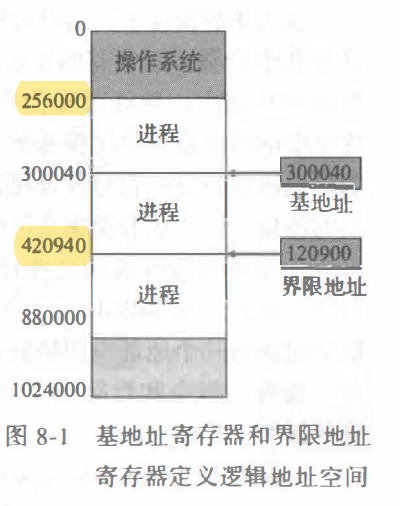 0
操作系统
256000
进程
300040
300040
基地址
进程
420940
120900
界限地址
进程
880000
1024000
图 8-1 基地址寄存器和界限地址
寄存器定义逻辑地址空间